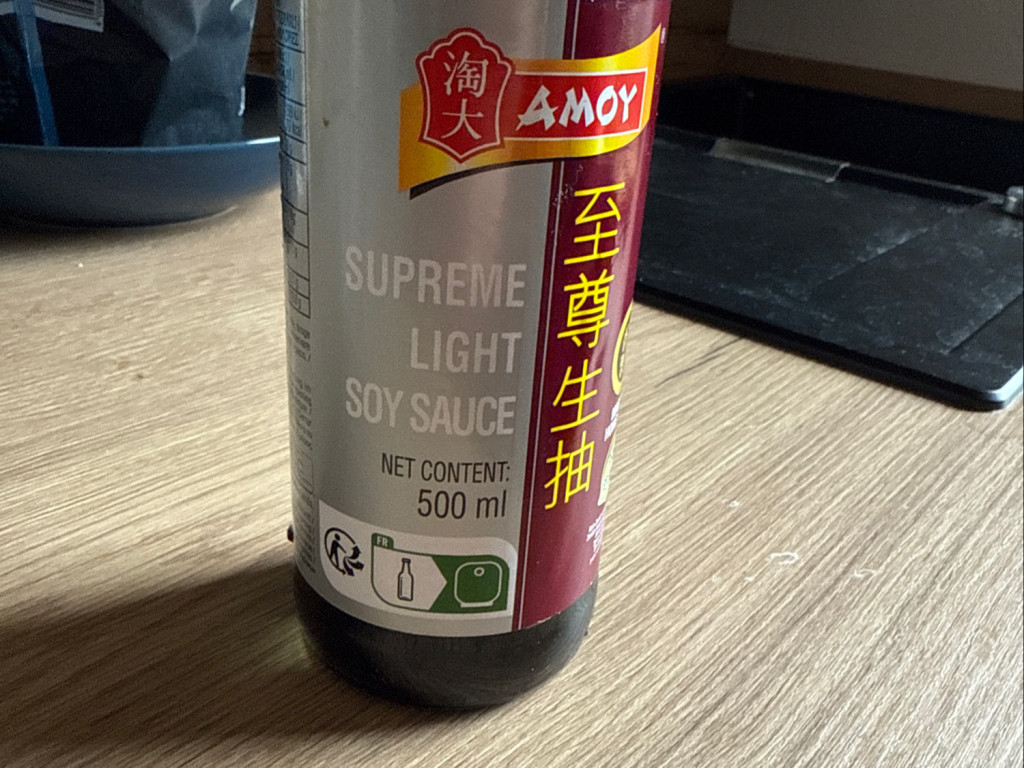 淘大
AMOY
SUPREME
LIGHT
SOY SAUCE
NET CONTENT:
500 ml
FR
至尊生抽